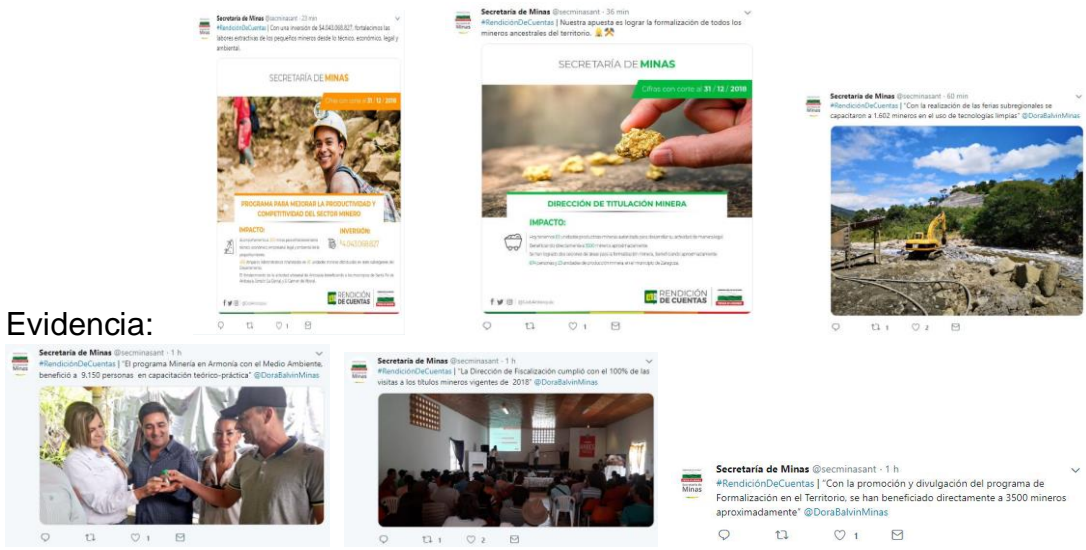 Secretaría de Minas @secminasant · 23 min
#RendiciónDeCuentas | Con una inversión de $4.043.068.827, fortalecimos las
labores extractivas de los pequeños mineros desde lo técnico, económico, legal y
ambiental.
SECRETARÍA DE MINAS
Cifras con corte al 31 / 12 / 2018
PROGRAMA PARA MEJORAR LA PRODUCTIVIDAD Y
COMPETITIVIDAD DEL SECTOR MINERO
IMPACTO:
INVERSIÓN:
RENDICIÓN
DE CUENTAS
1
Secretaría de Minas @secminasant · 36 min
#RendiciónDeCuentas | Nuestra apuesta es lograr la formalización de todos los
mineros ancestrales del territorio.
SECRETARÍA DE MINAS
Cifras con corte al 31 / 12 / 2018
DIRECCIÓN DE TITULACIÓN MINERA
IMPACTO:
RENDICIÓN
DE CUENTAS
1
Secretaría de Minas @secminasant · 60 min
#RendiciónDeCuentas | "Con la realización de las ferias subregionales se
capacitaron a 1.602 mineros en el uso de tecnologías limpias" @DoraBalvinMinas
1 2
Evidencia:
Secretaría de Minas @secminasant · 1 h
#RendiciónDeCuentas | "El programa Minería en Armonía con el Medio Ambiente,
benefició a 9.150 personas en capacitación teórico-práctica" @DoraBalvinMinas
1
Secretaría de Minas @secminasant · 1 h
#RendiciónDeCuentas | "La Dirección de Fiscalización cumplió con el 100% de las
visitas a los títulos mineros vigentes de 2018" @DoraBalvinMinas
1 2
Minas
Secretaría de Minas @secminasant · 1 h
#RendiciónDeCuentas | "Con la promoción y divulgación del programa de
Formalización en el Territorio, se han beneficiado directamente a 3500 mineros
aproximadamente" @DoraBalvinMinas
1